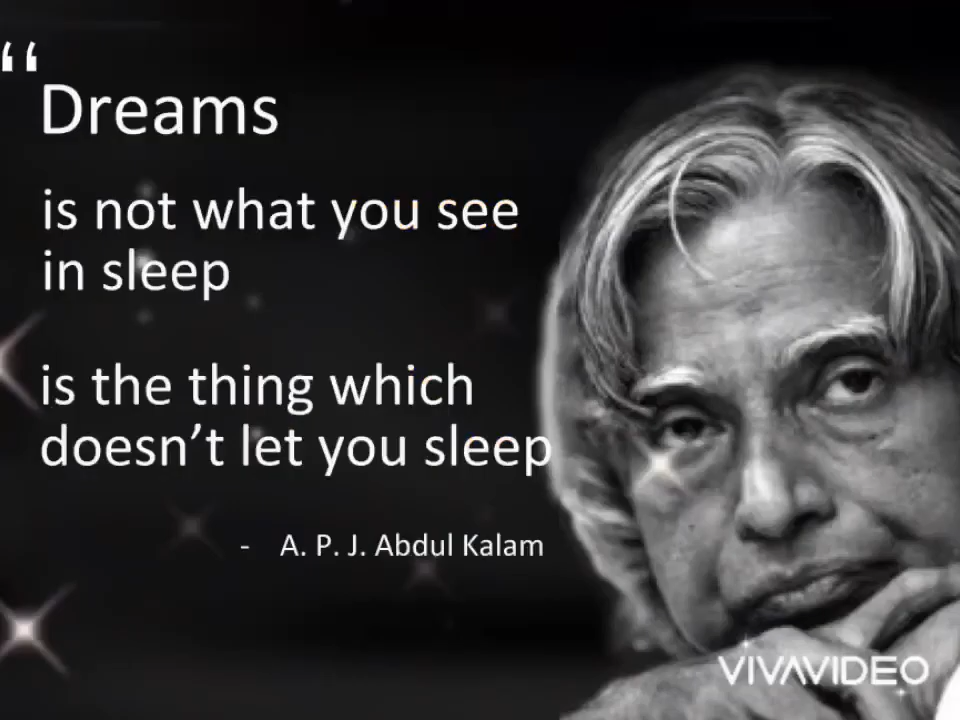 “
Dreams
is not what you see
in sleep
is the thing which
doesn’t let you sleep
- A. P. J. Abdul Kalam
VIVAVIDEO